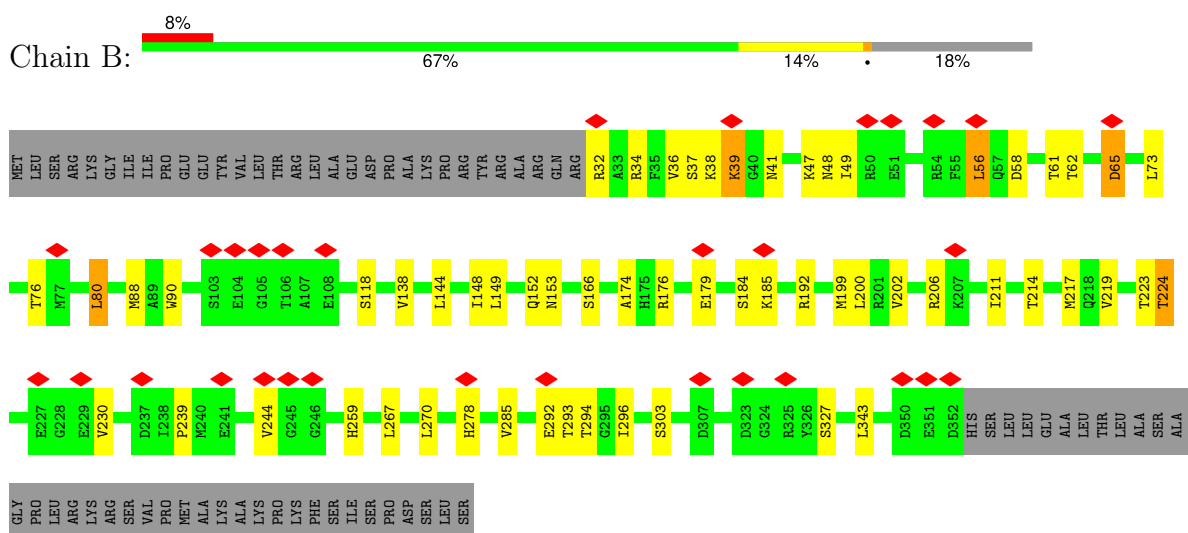 8%
Chain B:
67% 14% • 18%
MET LEU SER ARG LYS GLY ILE ILE PRO GLU GLU TYR VAL LEU THR ARG LEU ALA GLU ASP PRO ALA LYS PRO ARG TYR ARG ALA ARG GLN ARG R32 A33 R34 F35 V36 S37 K38 K39 G40 N41 K47 N48 I49 R50 E51 R54 F55 L56 Q57 D58 T61 T62 D65 L73
T76 M77 L80 M88 A89 W90 S103 E104 G105 T106 A107 E108 S118 V138 L144 I148 L149 Q152 N153 S166 A174 H175 R176 E179 S184 K185 R192 M199 L200 R201 V202 R206 K207 I211 T214 M217 Q218 V219 T223 T224
E227 G228 E229 V230 D237 I238 P239 M240 E241 V244 G245 G246 H259 L267 L270 H278 V285 E292 T293 T294 G295 I296 S303 D307 D323 G324 R325 Y326 S327 L343 D350 E351 D352 HIS SER LEU LEU GLU ALA LEU THR LEU ALA SER ALA
GLY PRO LEU ARG LYS ARG SER VAL PRO MET ALA LYS ALA LYS PRO LYS PHE SER ILE SER PRO ASP SER LEU SER